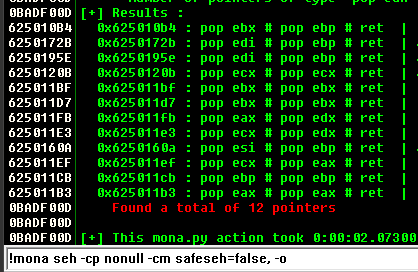 0BADF00D [+] Results :
625010B4 0x625010b4 : pop ebx # pop ebp # ret |
6250172B 0x6250172b : pop edi # pop ebp # ret |
6250195E 0x6250195e : pop edi # pop ebp # ret |
6250120B 0x6250120b : pop ecx # pop ecx # ret |
625011BF 0x625011bf : pop ebx # pop ebp # ret |
625011D7 0x625011d7 : pop ebx # pop ebp # ret |
625011FB 0x625011fb : pop eax # pop edx # ret |
625011E3 0x625011e3 : pop ecx # pop edx # ret |
6250160A 0x6250160a : pop esi # pop ebp # ret |
625011EF 0x625011ef : pop ecx # pop eax # ret |
625011CB 0x625011cb : pop ebp # pop ebp # ret |
625011B3 0x625011b3 : pop eax # pop eax # ret |
0BADF00D Found a total of 12 pointers
0BADF00D
0BADF00D [+] This mona.py action took 0:00:02.07300
!mona seh -cp nonull -cm safeseh=false, -o